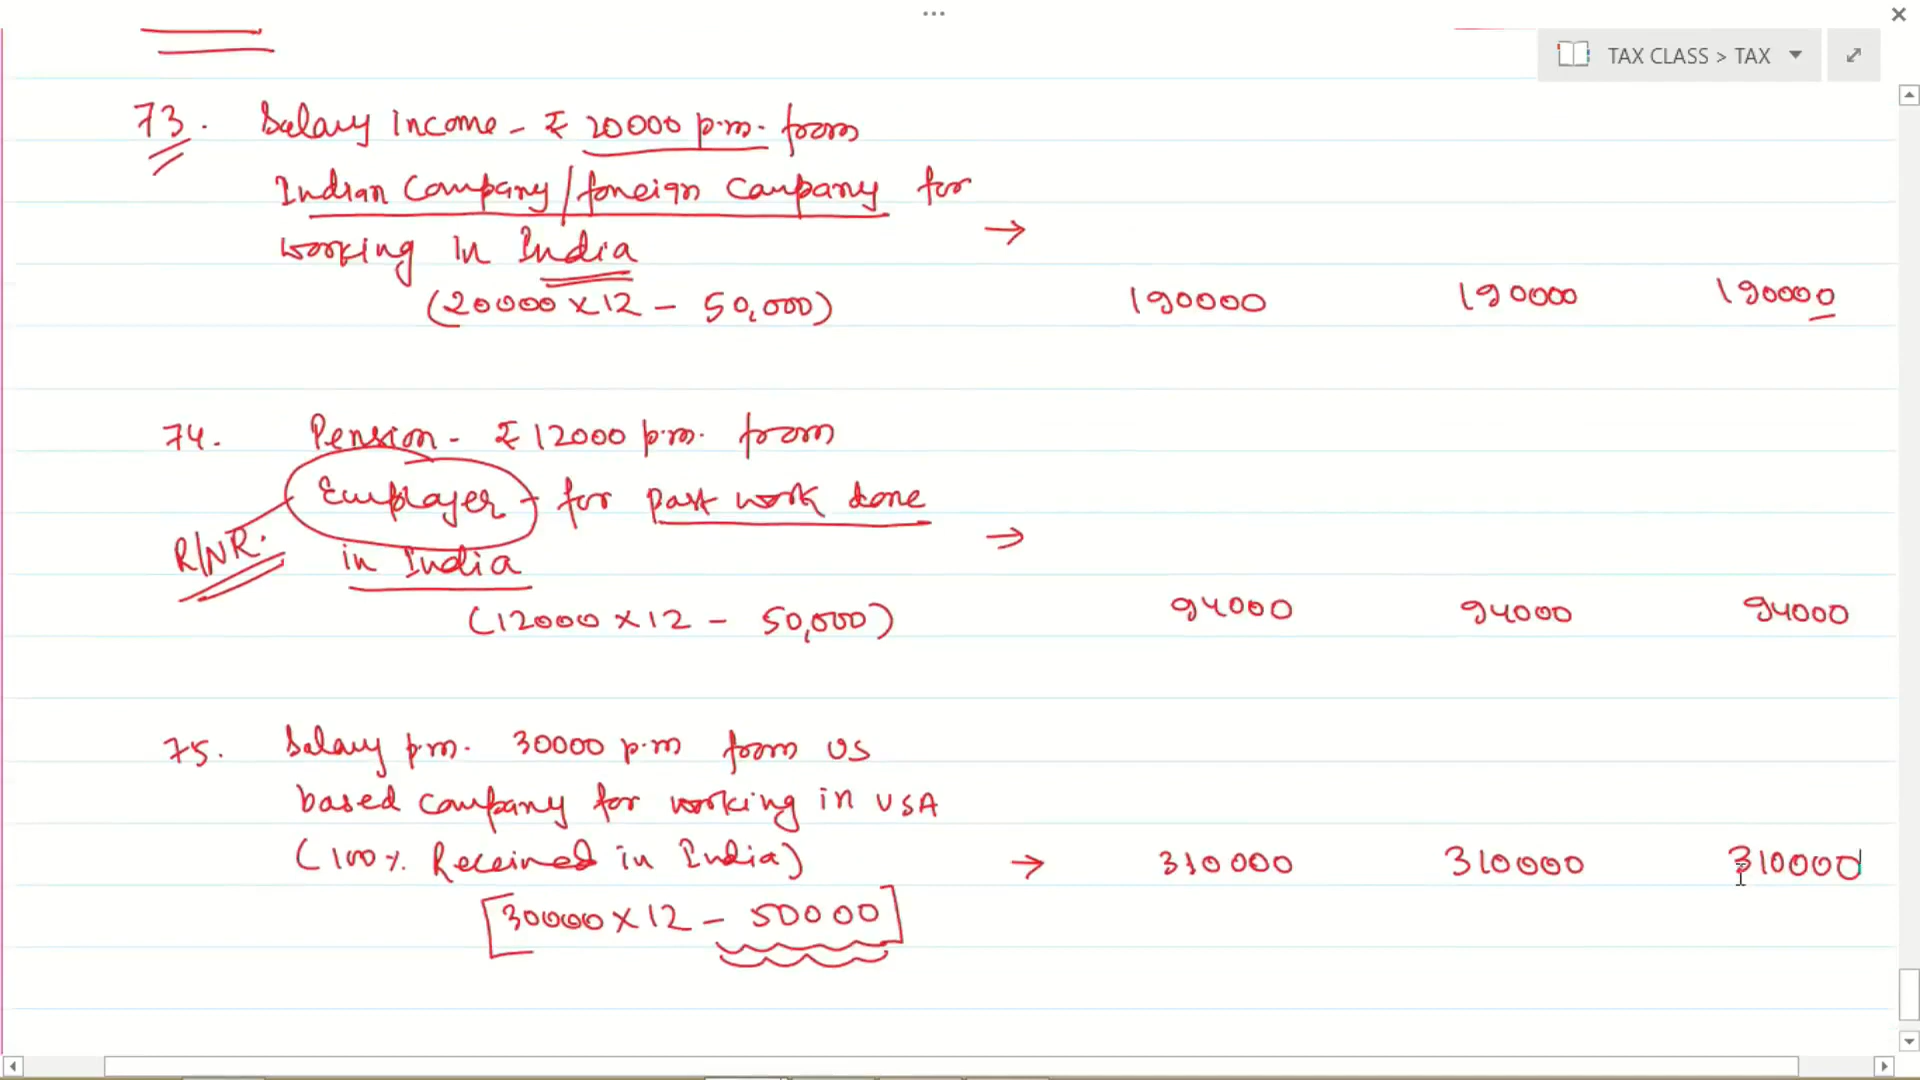 TAX CLASS > TAX
73. Salary Income - ₹ 20000 p.m. from
Indian Company/foreign company for
working in India →
(20000 x 12 - 50,000) 190000 190000 190000
74. Pension - ₹ 12000 p.m. from
Employer - for past work done →
R/NR. in India
(12000 x 12 - 50,000) 94000 94000 94000
75. Salary p.m. 30000 p.m from US
based company for working in USA
(100% Received in India) → 310000 310000 310000
[30000 x 12 - 50000]